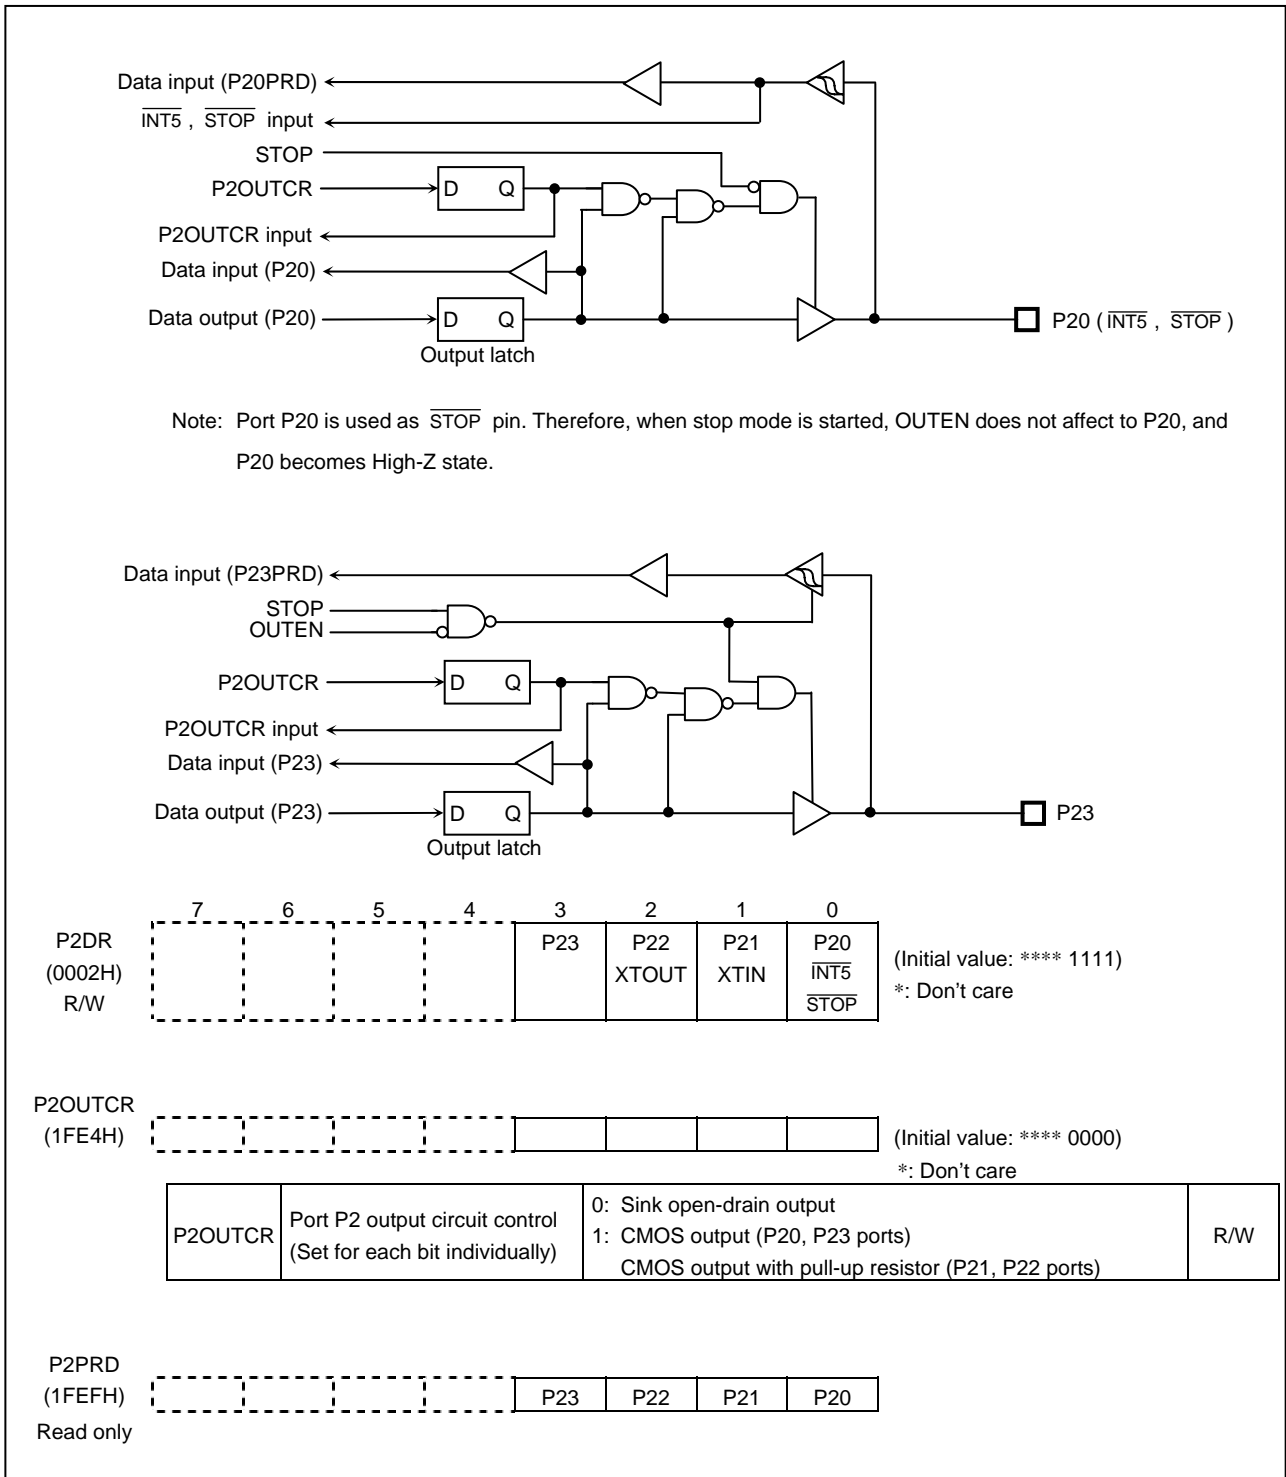 Data input (P20PRD)
INT5 , STOP input
STOP
P2OUTCR
D Q
P2OUTCR input
Data input (P20)
Data output (P20)
D Q
P20 ( INT5 , STOP )
Output latch
Note: Port P20 is used as STOP pin. Therefore, when stop mode is started, OUTEN does not affect to P20, and
P20 becomes High-Z state.
Data input (P23PRD)
STOP
OUTEN
P2OUTCR
D Q
P2OUTCR input
Data input (P23)
Data output (P23)
D Q
P23
Output latch
7 6 5 4 3 2 1 0
P2DR
(0002H)
R/W
P23
P22
XTOUT
P21
XTIN
P20
INT5
STOP
(Initial value: **** 1111)
*: Don't care
P2OUTCR
(1FE4H)
(Initial value: **** 0000)
*: Don't care
P2OUTCR
Port P2 output circuit control
(Set for each bit individually)
0: Sink open-drain output
1: CMOS output (P20, P23 ports)
CMOS output with pull-up resistor (P21, P22 ports)
R/W
P2PRD
(1FEFH)
Read only
P23 P22 P21 P20